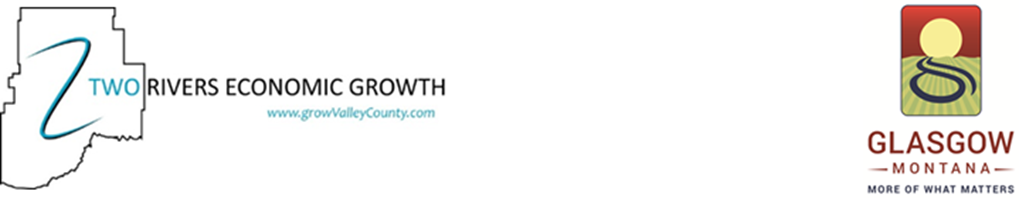 TWO RIVERS ECONOMIC GROWTH
www.growValleyCounty.com
GLASGOW
MONTANA
MORE OF WHAT MATTERS